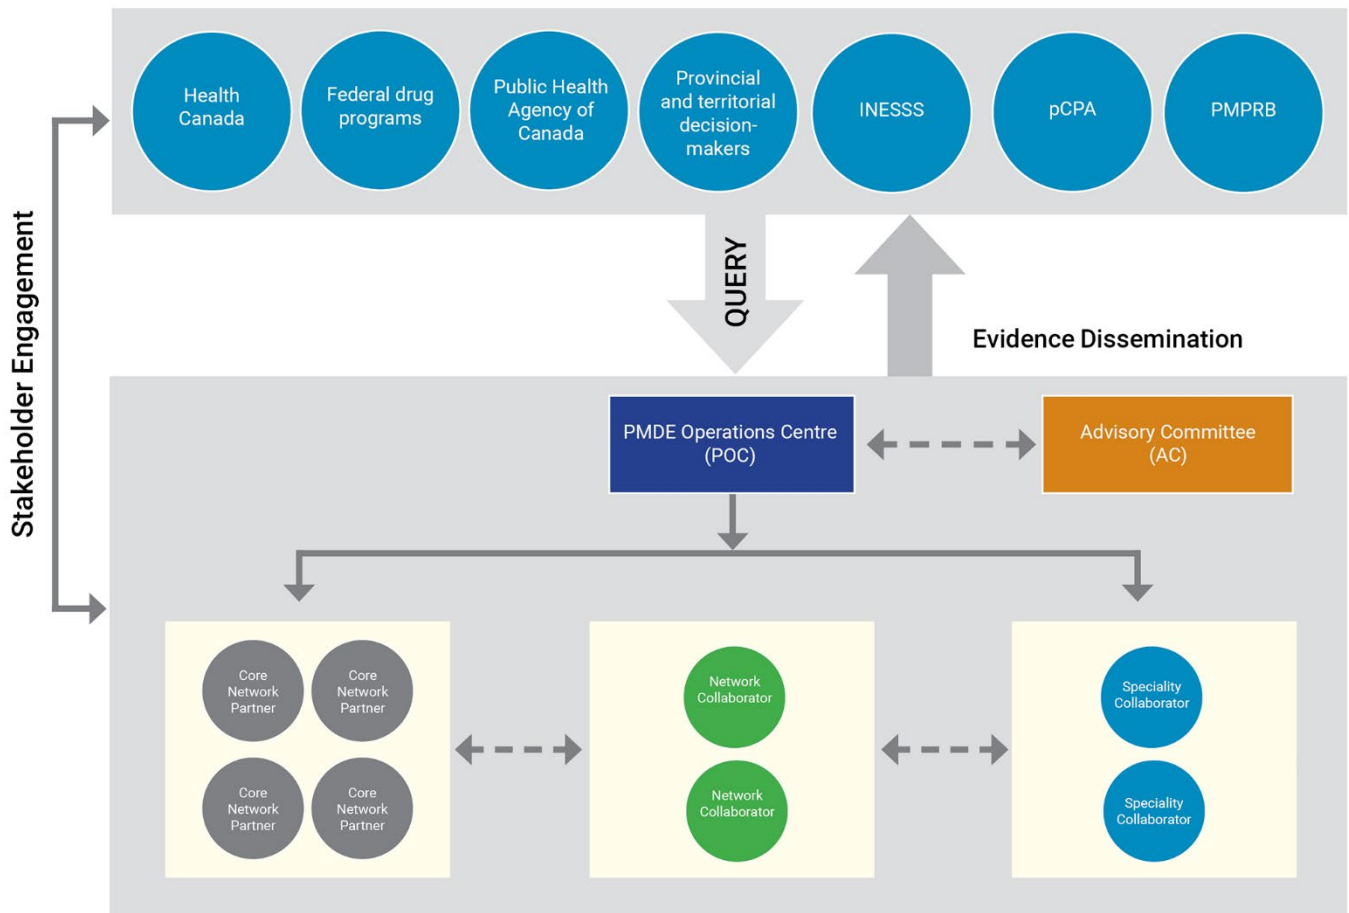 Health
Canada
Federal drug
programs
Public Health
Agency of
Canada
Provincial
and territorial
decision-
makers
INESSS
pCPA
PMPRB
Stakeholder Engagement
QUERY
Evidence Dissemination
PMDE Operations Centre
(POC)
Advisory Committee
(AC)
Core
Network
Partner
Core
Network
Partner
Core
Network
Partner
Core
Network
Partner
Network
Collaborator
Network
Collaborator
Speciality
Collaborator
Speciality
Collaborator